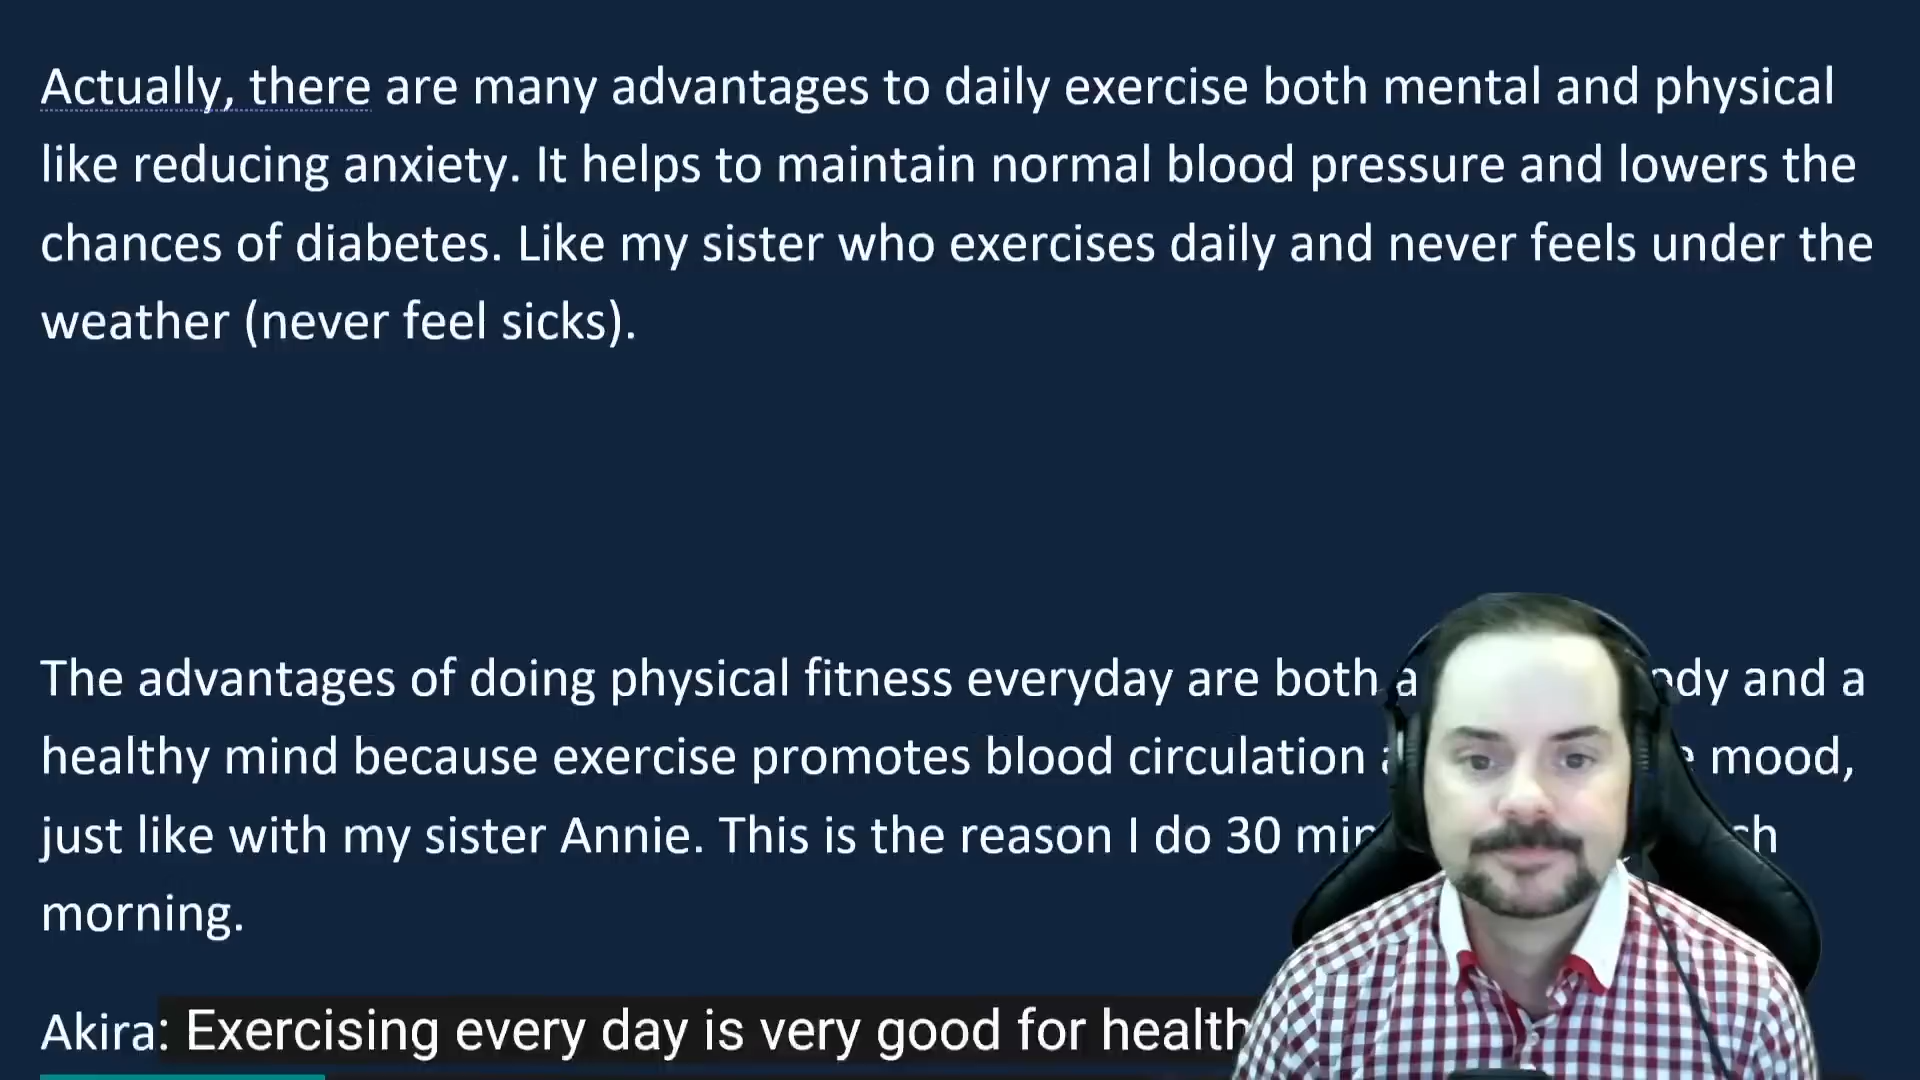 Actually, there are many advantages to daily exercise both mental and physical
like reducing anxiety. It helps to maintain normal blood pressure and lowers the
chances of diabetes. Like my sister who exercises daily and never feels under the
weather (never feel sicks).
The advantages of doing physical fitness everyday are both a and a
healthy mind because exercise promotes blood circulation mood,
just like with my sister Annie. This is the reason I do 30
morning.
Akira: Exercising every day is very good for health